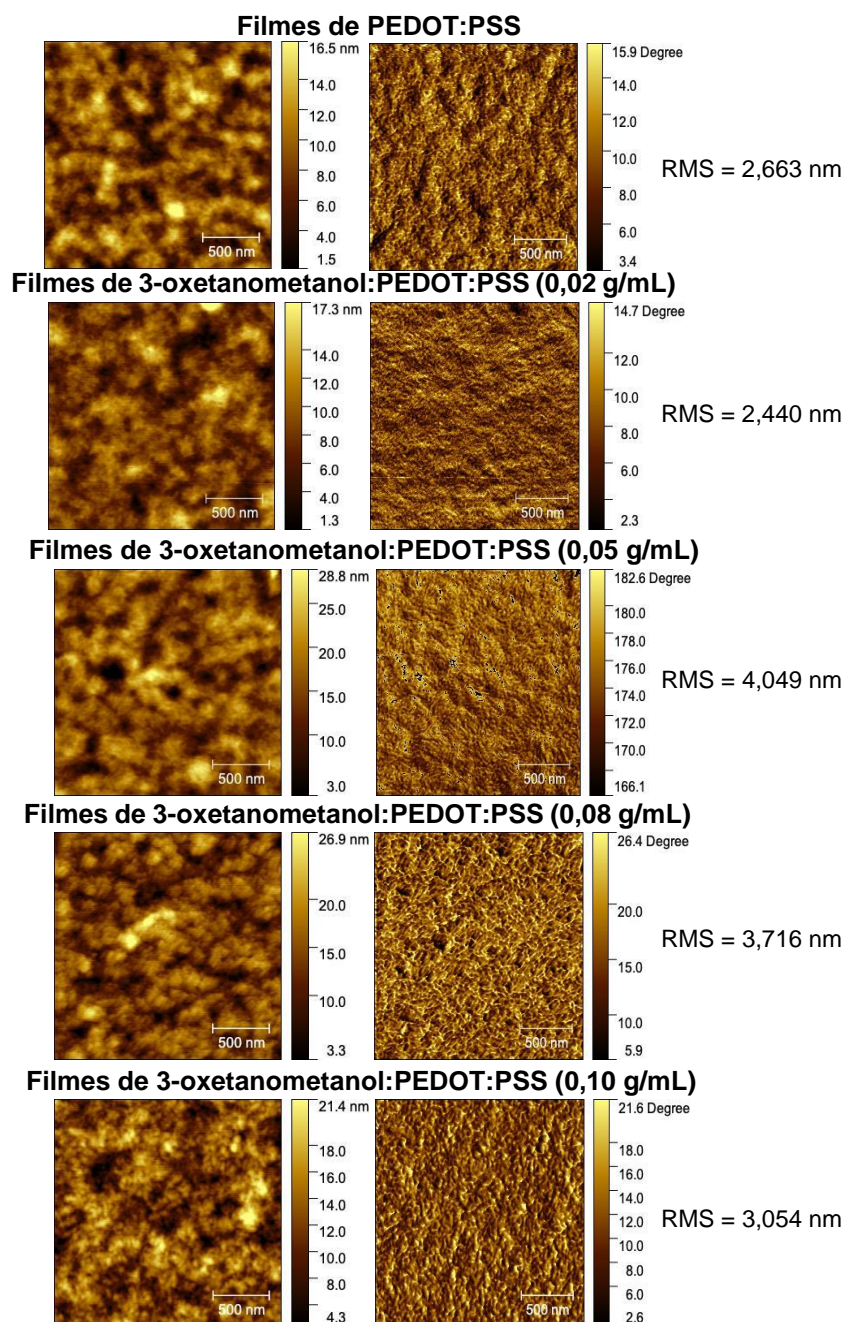 Filmes de PEDOT:PSS
16.5 nm
14.0
12.0
10.0
8.0
6.0
4.0
1.5
500 nm
15.9 Degree
14.0
12.0
10.0
8.0
6.0
3.4
500 nm
RMS = 2,663 nm
Filmes de 3-oxetanometanol:PEDOT:PSS (0,02 g/mL)
17.3 nm
14.0
12.0
10.0
8.0
6.0
4.0
1.3
500 nm
14.7 Degree
12.0
10.0
8.0
6.0
2.3
500 nm
RMS = 2,440 nm
Filmes de 3-oxetanometanol:PEDOT:PSS (0,05 g/mL)
28.8 nm
25.0
20.0
15.0
10.0
3.0
500 nm
182.6 Degree
180.0
178.0
176.0
174.0
172.0
170.0
166.1
500 nm
RMS = 4,049 nm
Filmes de 3-oxetanometanol:PEDOT:PSS (0,08 g/mL)
26.9 nm
20.0
15.0
10.0
3.3
500 nm
26.4 Degree
20.0
15.0
10.0
5.9
500 nm
RMS = 3,716 nm
Filmes de 3-oxetanometanol:PEDOT:PSS (0,10 g/mL)
21.4 nm
18.0
16.0
14.0
12.0
10.0
8.0
4.3
500 nm
21.6 Degree
18.0
16.0
14.0
12.0
10.0
8.0
6.0
2.6
500 nm
RMS = 3,054 nm